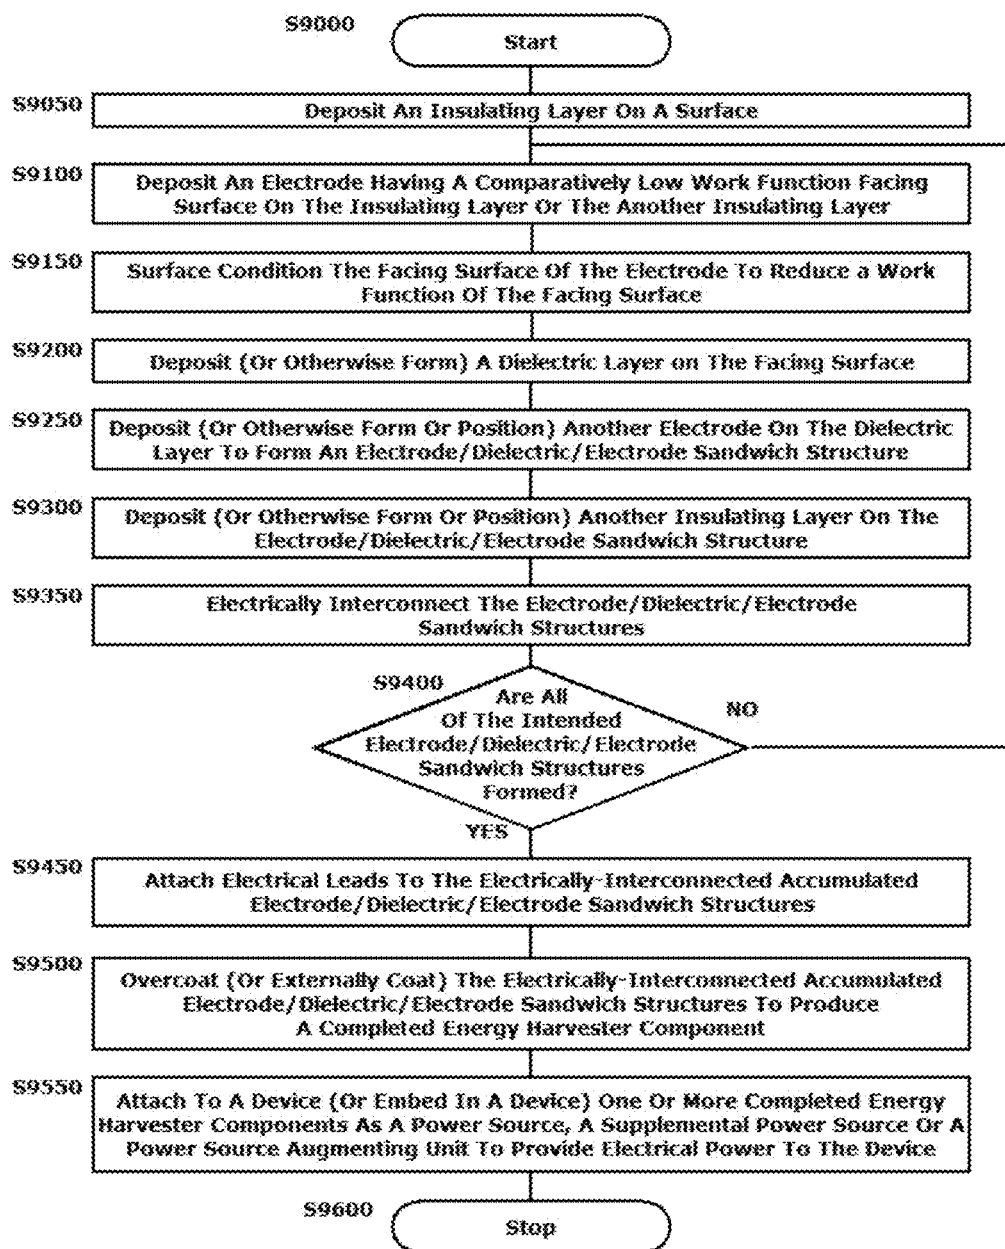 S9000
Start
S9050
Deposit An Insulating Layer On A Surface
S9100
Deposit An Electrode Having A Comparatively Low Work Function Facing
Surface On The Insulating Layer Or The Another Insulating Layer
S9150
Surface Condition The Facing Surface Of The Electrode To Reduce a Work
Function Of The Facing Surface
S9200
Deposit (Or Otherwise Form) A Dielectric Layer on The Facing Surface
S9250
Deposit (Or Otherwise Form Or Position) Another Electrode On The Dielectric
Layer To Form An Electrode/Dielectric/Electrode Sandwich Structure
S9300
Deposit (Or Otherwise Form Or Position) Another Insulating Layer On The
Electrode/Dielectric/Electrode Sandwich Structure
S9350
Electrically Interconnect The Electrode/Dielectric/Electrode
Sandwich Structures
S9400
Are All
Of The Intended
Electrode/Dielectric/Electrode
Sandwich Structures
Formed?
NO
YES
S9450
Attach Electrical Leads To The Electrically-Interconnected Accumulated
Electrode/Dielectric/Electrode Sandwich Structures
S9500
Overcoat (Or Externally Coat) The Electrically-Interconnected Accumulated
Electrode/Dielectric/Electrode Sandwich Structures To Produce
A Completed Energy Harvester Component
S9550
Attach To A Device (Or Embed In A Device) One Or More Completed Energy
Harvester Components As A Power Source, A Supplemental Power Source Or A
Power Source Augmenting Unit To Provide Electrical Power To The Device
S9600
Stop